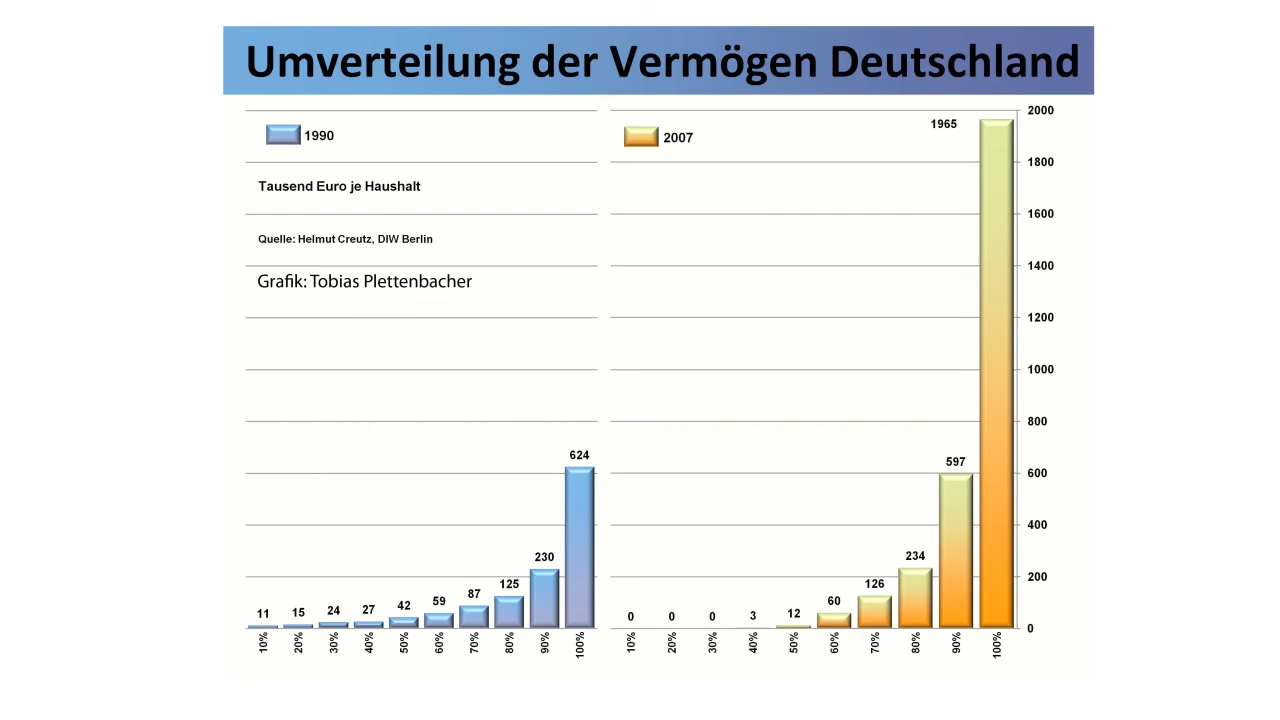 Umverteilung der Vermögen Deutschland
1990
Tausend Euro je Haushalt
Quelle: Helmut Creutz, DIW Berlin
Grafik: Tobias Plettenbacher
11 15 24 27 42 59 87 125 230 624
10% 20% 30% 40% 50% 60% 70% 80% 90% 100%
2007
0 0 0 3 12 60 126 234 597 1965
10% 20% 30% 40% 50% 60% 70% 80% 90% 100%
2000
1800
1600
1400
1200
1000
800
600
400
200
0